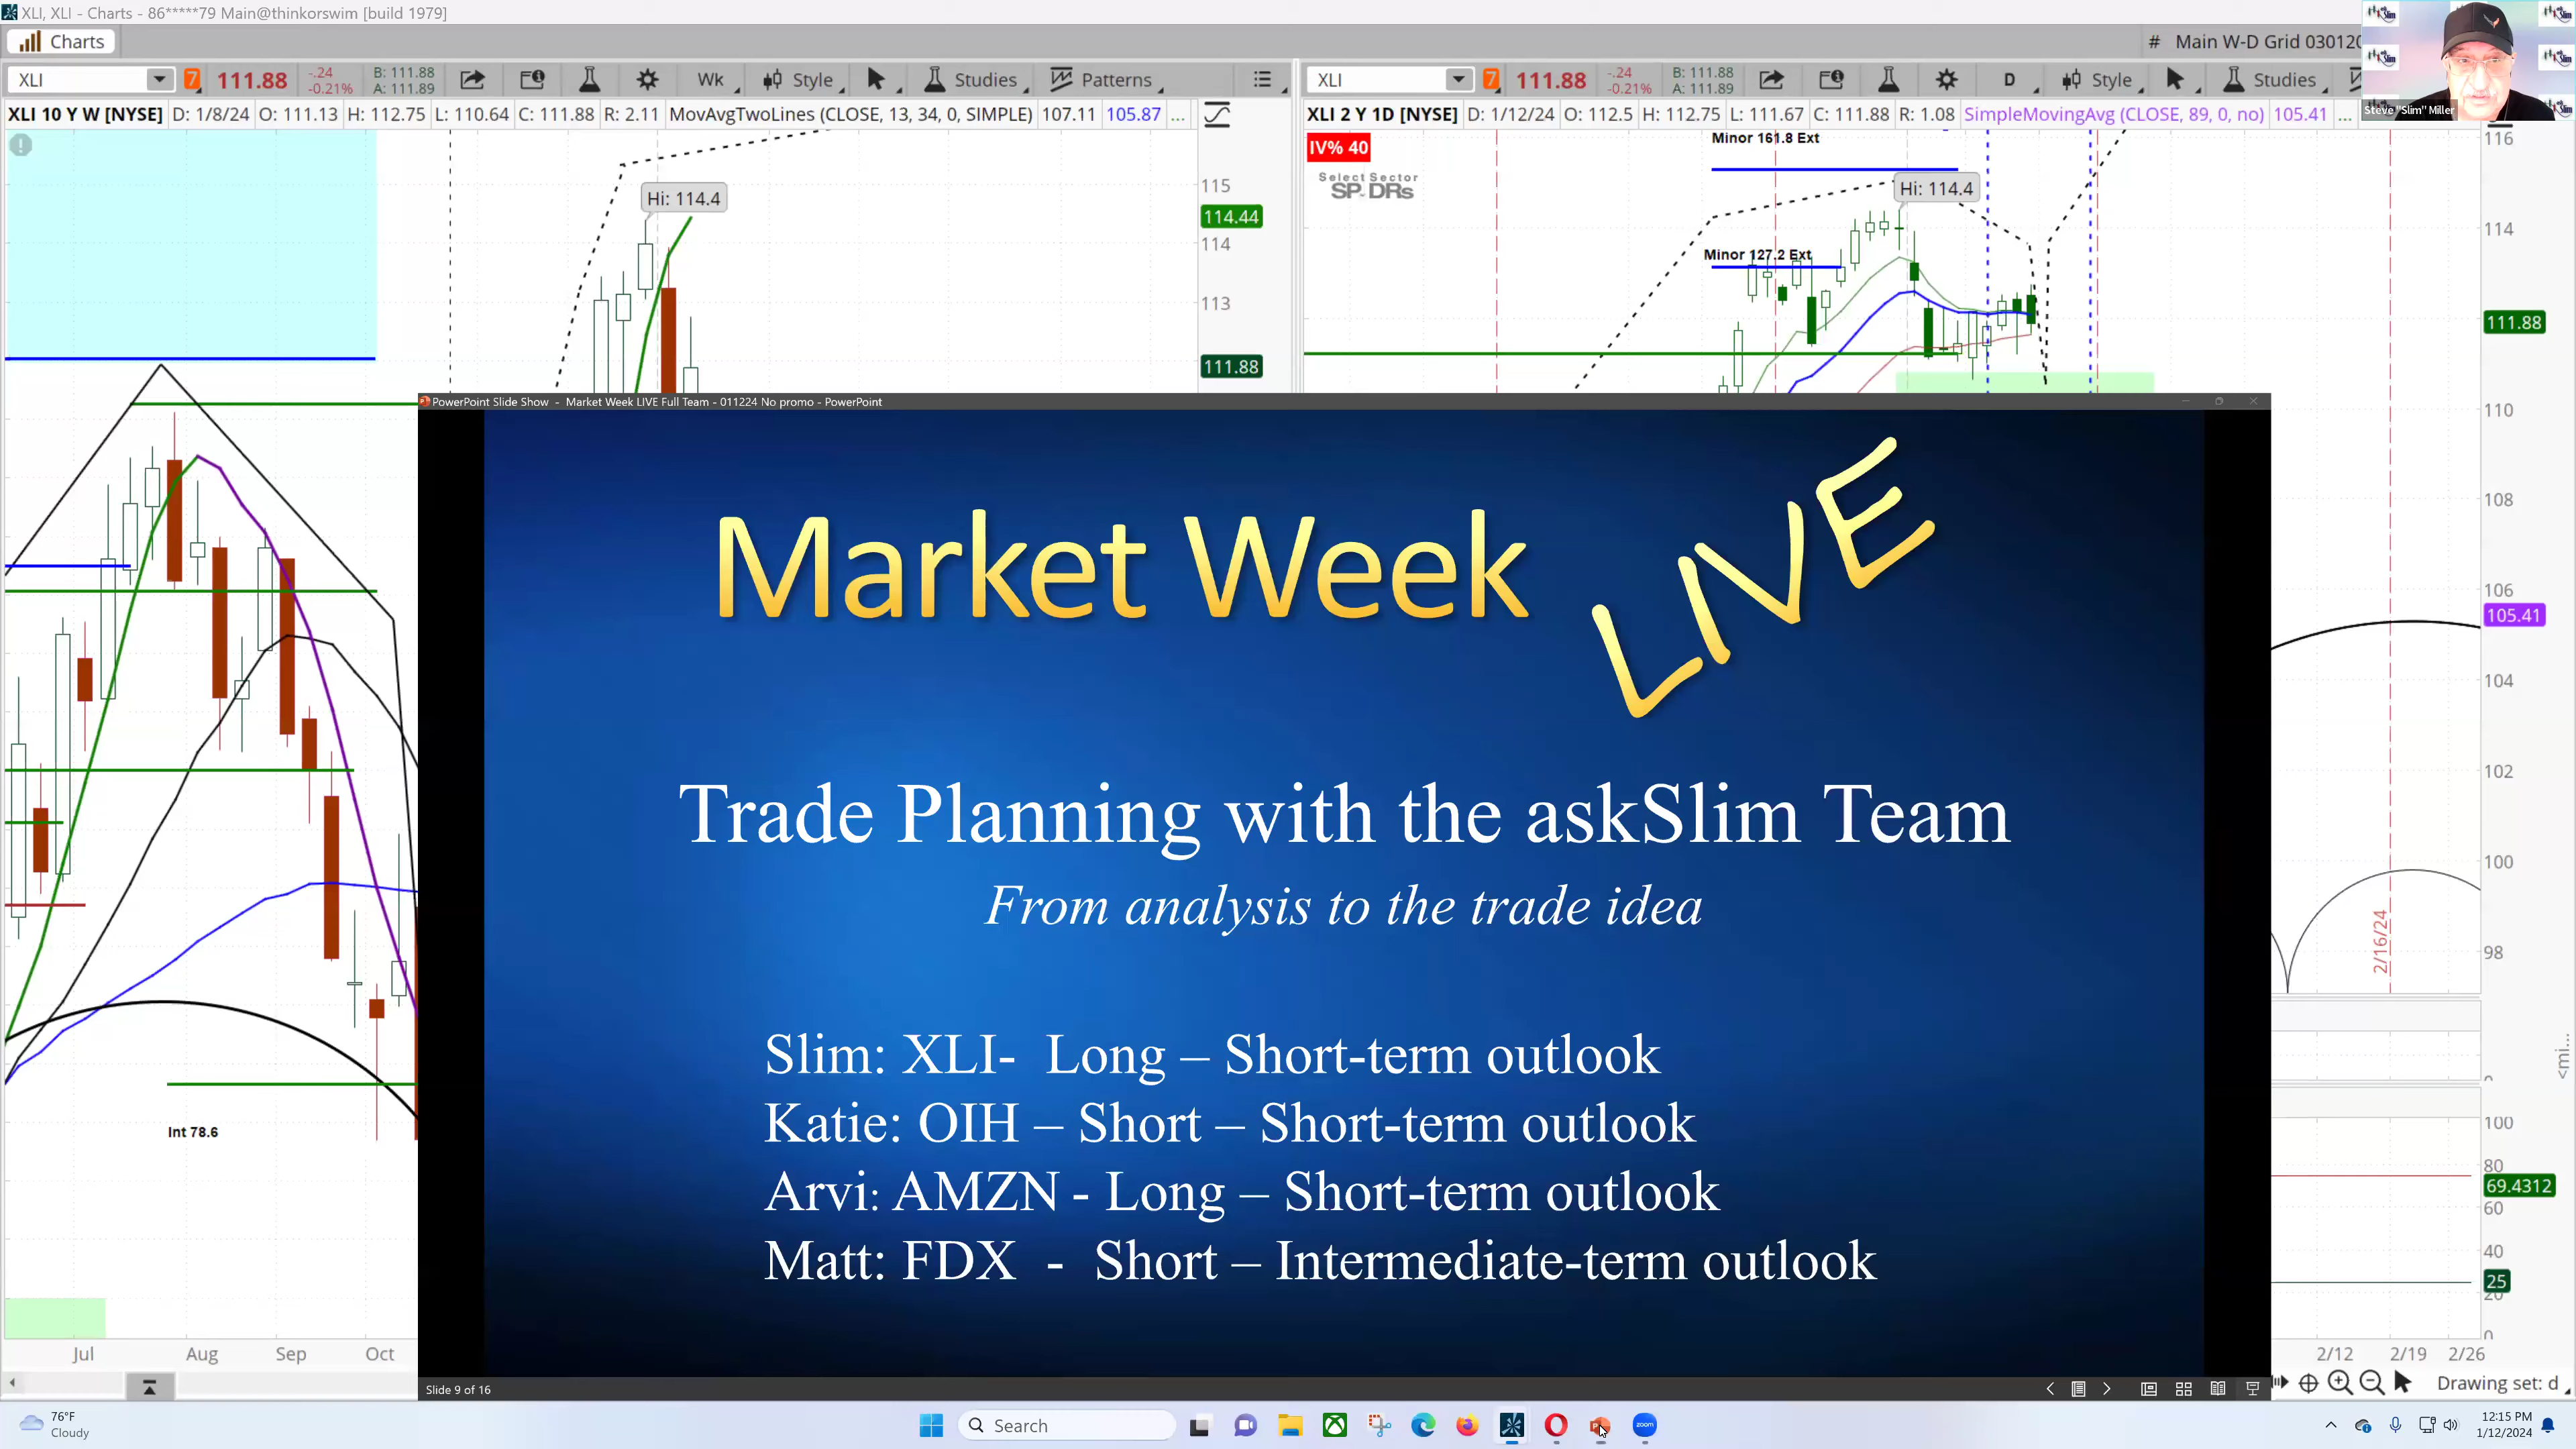 XLI, XLI - Charts - 86*****79 Main@thinkorswim [build 1979]
Charts
# Main W-D Grid 030120
XLI 7 111.88 -.24 -0.21% B: 111.88 A: 111.89 Wk Style Studies Patterns
XLI 7 111.88 -.24 -0.21% B: 111.88 A: 111.89 D Style Studies
Steve "Slim" Miller
XLI 10 Y W [NYSE] D: 1/8/24 O: 111.13 H: 112.75 L: 110.64 C: 111.88 R: 2.11 MovAvgTwoLines (CLOSE, 13, 34, 0, SIMPLE) 107.11 105.87 ...
XLI 2 Y 1D [NYSE] D: 1/12/24 O: 112.5 H: 112.75 L: 111.67 C: 111.88 R: 1.08 SimpleMovingAvg (CLOSE, 89, 0, no) 105.41 ...
Hi: 114.4
115
114.44
114
113
111.88
IV% 40
Select Sector
SPDRs
Minor 161.8 Ext
Hi: 114.4
Minor 127.2 Ext
116
114
111.88
110
108
106
105.41
104
102
100
98
2/16/24
<mi...
100
80
69.4312
60
40
25
20
0
PowerPoint Slide Show - Market Week LIVE Full Team - 011224 No promo - PowerPoint
Market Week LIVE
Trade Planning with the askSlim Team
From analysis to the trade idea
Slim: XLI- Long – Short-term outlook
Katie: OIH – Short – Short-term outlook
Arvi: AMZN - Long – Short-term outlook
Matt: FDX - Short – Intermediate-term outlook
Slide 9 of 16
Int 78.6
Jul Aug Sep Oct
2/12 2/19 2/26
Drawing set: d
76°F
Cloudy
Search
zoom
12:15 PM
1/12/2024